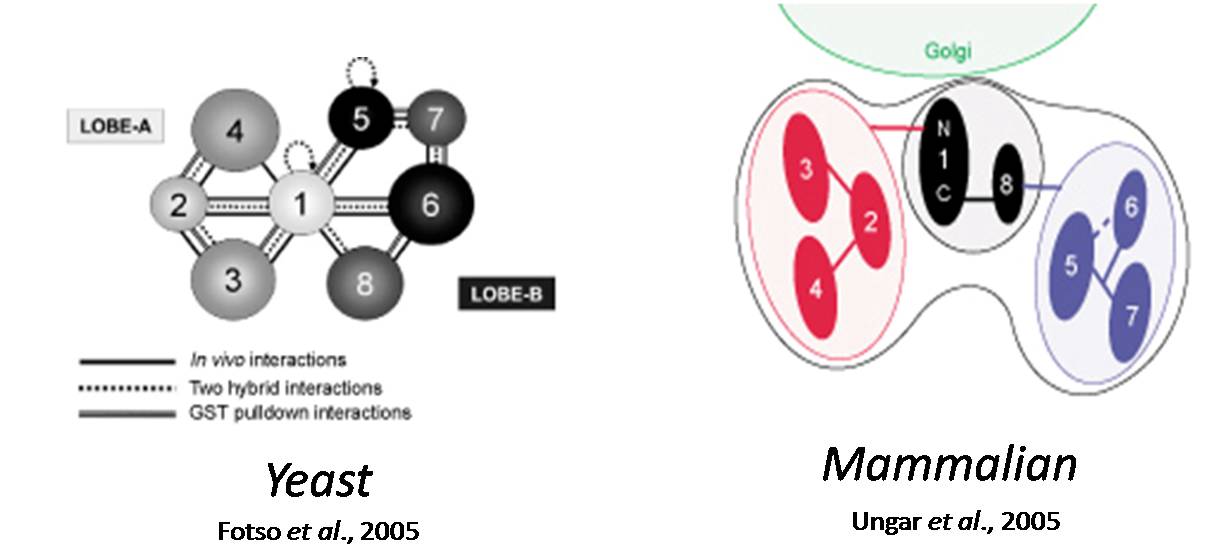 LOBE-A
4
5
7
2
1
6
3
8
LOBE-B
In vivo interactions
Two hybrid interactions
GST pulldown interactions
Yeast
Fotso et al., 2005
Golgi
N
1
C
3
2
4
8
6
5
7
Mammalian
Ungar et al., 2005